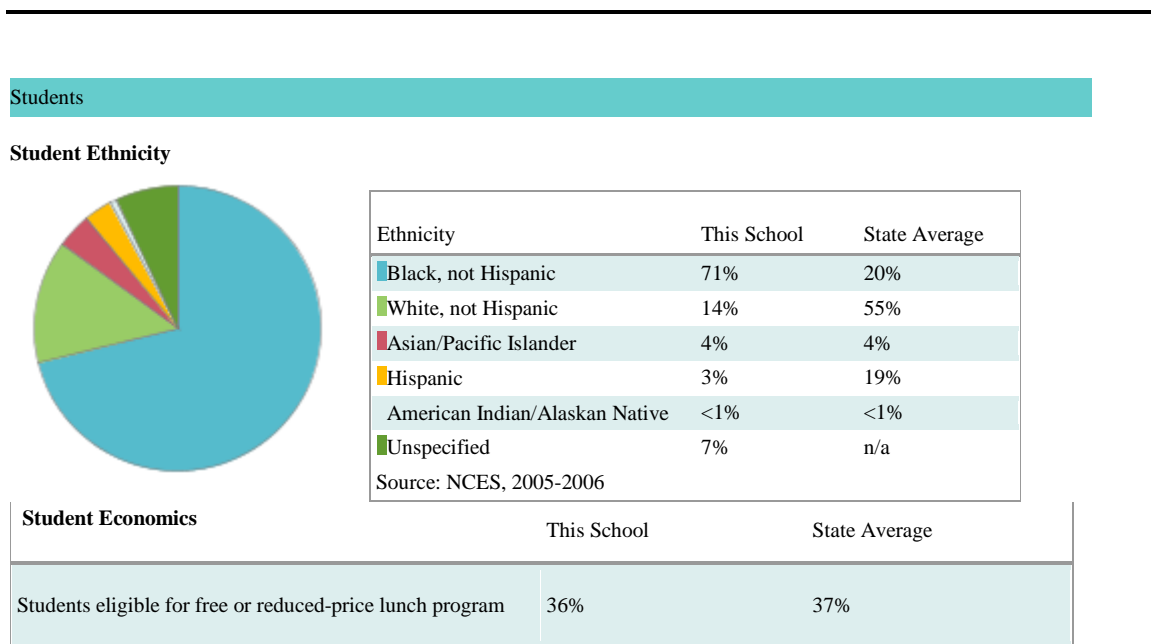 Students
Student Ethnicity
Ethnicity This School State Average
Black, not Hispanic 71% 20%
White, not Hispanic 14% 55%
Asian/Pacific Islander 4% 4%
Hispanic 3% 19%
American Indian/Alaskan Native <1% <1%
Unspecified 7% n/a
Source: NCES, 2005-2006
Student Economics This School State Average
Students eligible for free or reduced-price lunch program 36% 37%